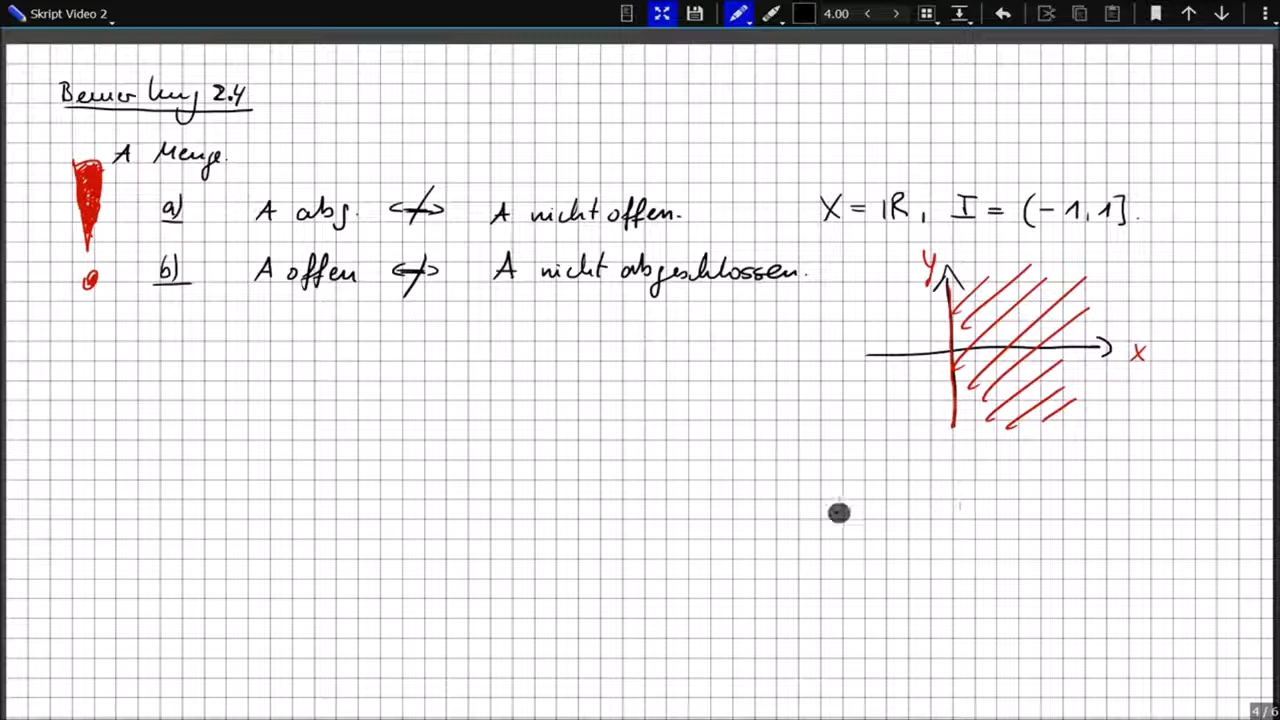 Skript Video 2
4.00
Bemerkung 2.4
A Menge.
a) A abg. ↮ A nicht offen.
X = ℝ, I = (-1,1].
b) A offen ↮ A nicht abgeschlossen.
y
x
4 / 6